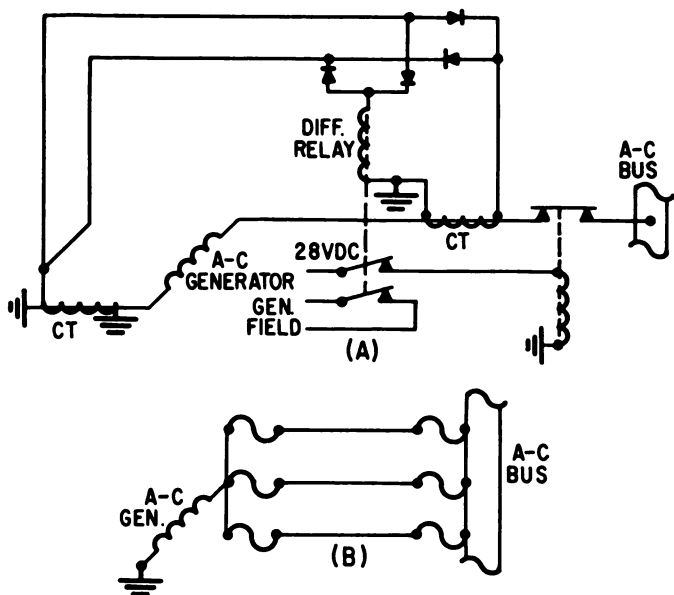 DIFF.
RELAY
A-C
BUS
CT
28VDC
A-C
GENERATOR
GEN.
FIELD
CT
(A)
A-C
BUS
A-C
GEN.
(B)